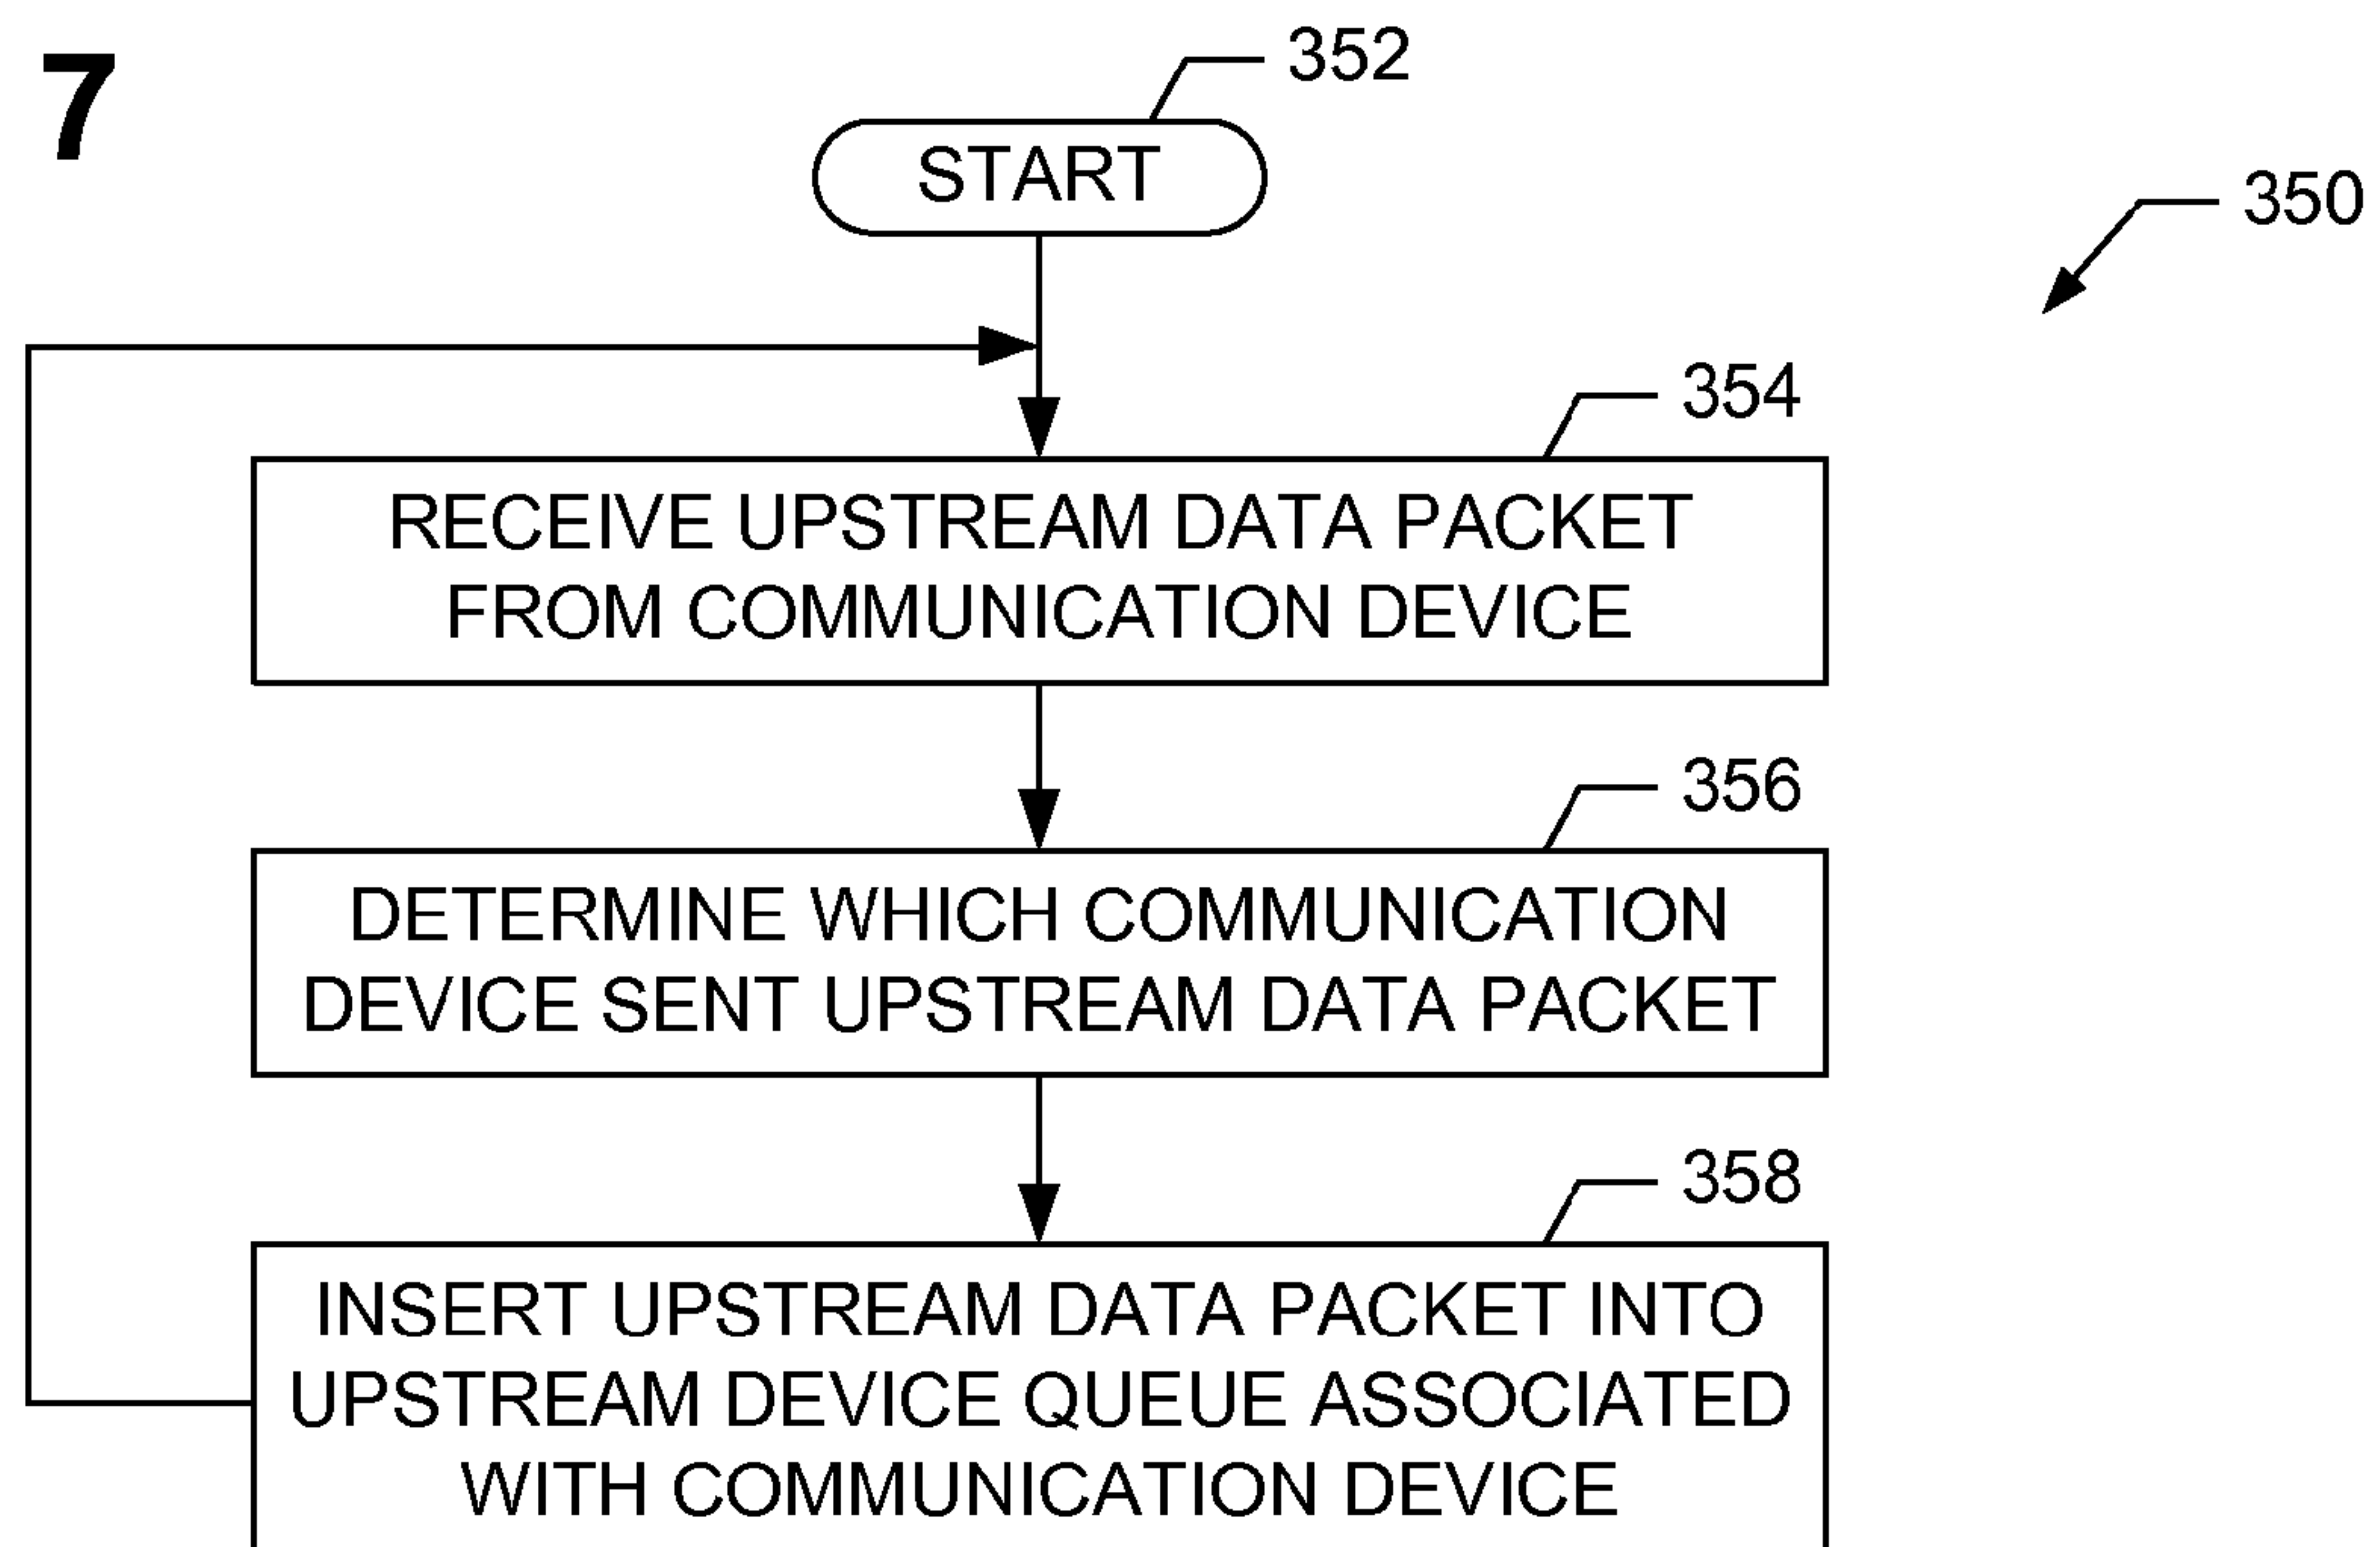 7
352
START
350
354
RECEIVE UPSTREAM DATA PACKET
FROM COMMUNICATION DEVICE
356
DETERMINE WHICH COMMUNICATION
DEVICE SENT UPSTREAM DATA PACKET
358
INSERT UPSTREAM DATA PACKET INTO
UPSTREAM DEVICE QUEUE ASSOCIATED
WITH COMMUNICATION DEVICE